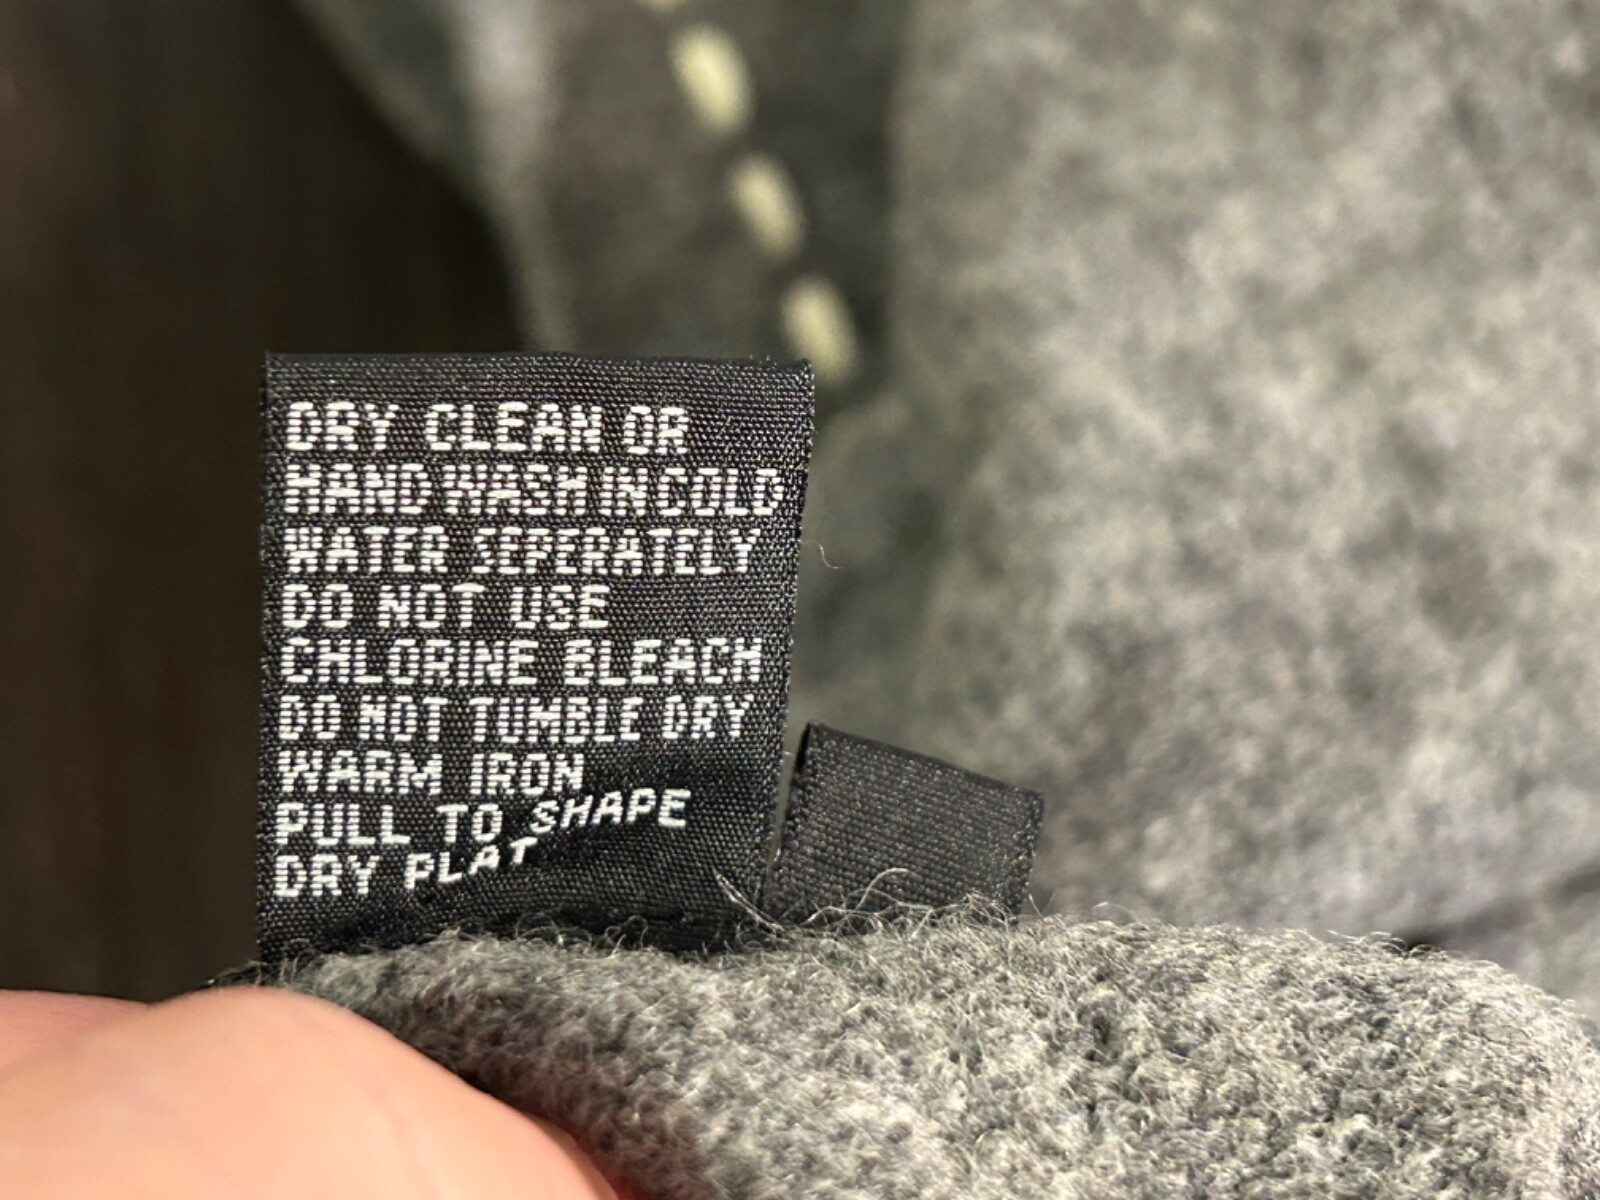 DRY CLEAN OR
HAND WASH IN COLD
WATER SEPERATELY
DO NOT USE
CHLORINE BLEACH
DO NOT TUMBLE DRY
WARM IRON
PULL TO SHAPE
DRY PLAT